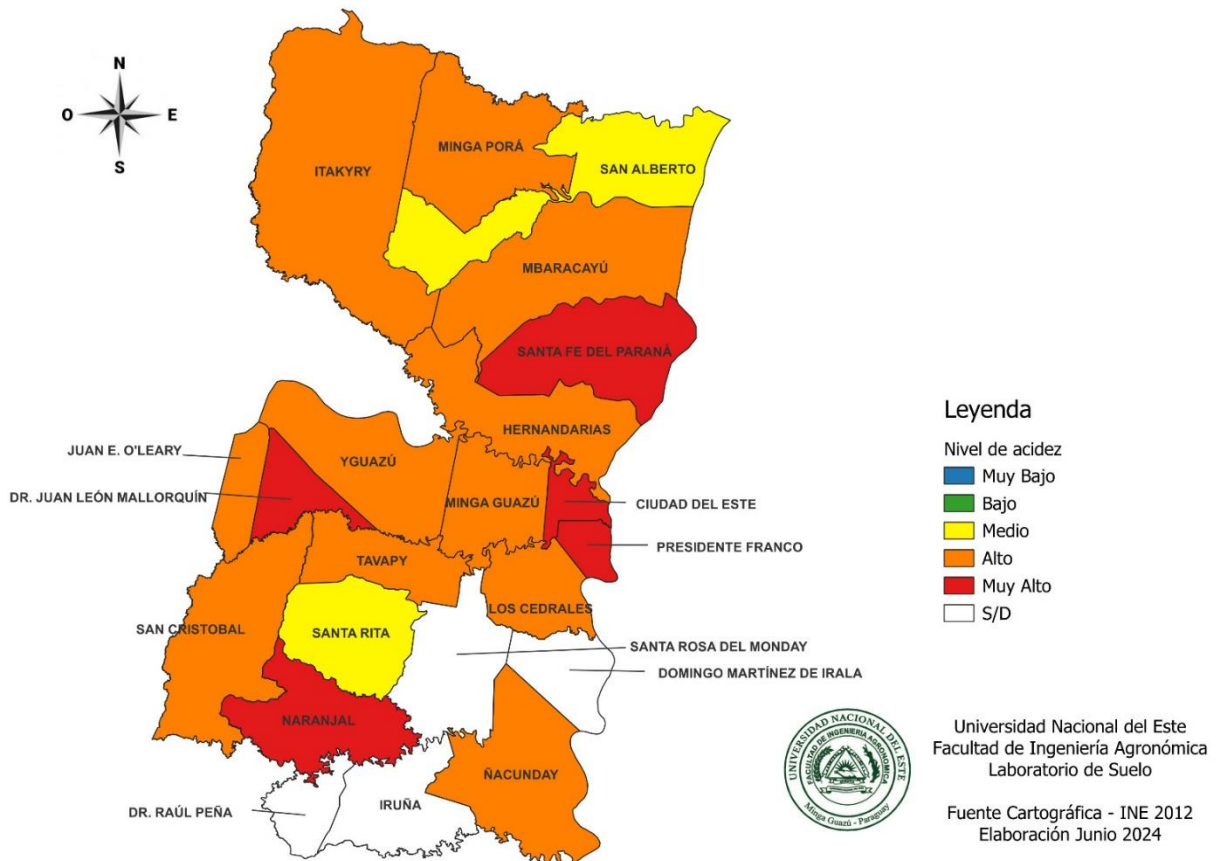 N
O
E
S
ITAKYRY
MINGA PORÁ
SAN ALBERTO
MBARACAYÚ
SANTA FE DEL PARANÁ
HERNANDARIAS
JUAN E. O'LEARY
YGUAZÚ
DR. JUAN LEÓN MALLORQUÍN
MINGA GUAZÚ
CIUDAD DEL ESTE
PRESIDENTE FRANCO
TAVAPY
LOS CEDRALES
SAN CRISTOBAL
SANTA RITA
SANTA ROSA DEL MONDAY
DOMINGO MARTÍNEZ DE IRALA
NARANJAL
ÑACUNDAY
DR. RAÚL PEÑA
IRUÑA
Leyenda
Nivel de acidez
Muy Bajo
Bajo
Medio
Alto
Muy Alto
S/D
UNIVERSIDAD NACIONAL DEL ESTE
FACULTAD DE INGENIERÍA AGRONÓMICA
Minga Guazú - Paraguay
Universidad Nacional del Este
Facultad de Ingeniería Agronómica
Laboratorio de Suelo
Fuente Cartográfica - INE 2012
Elaboración Junio 2024